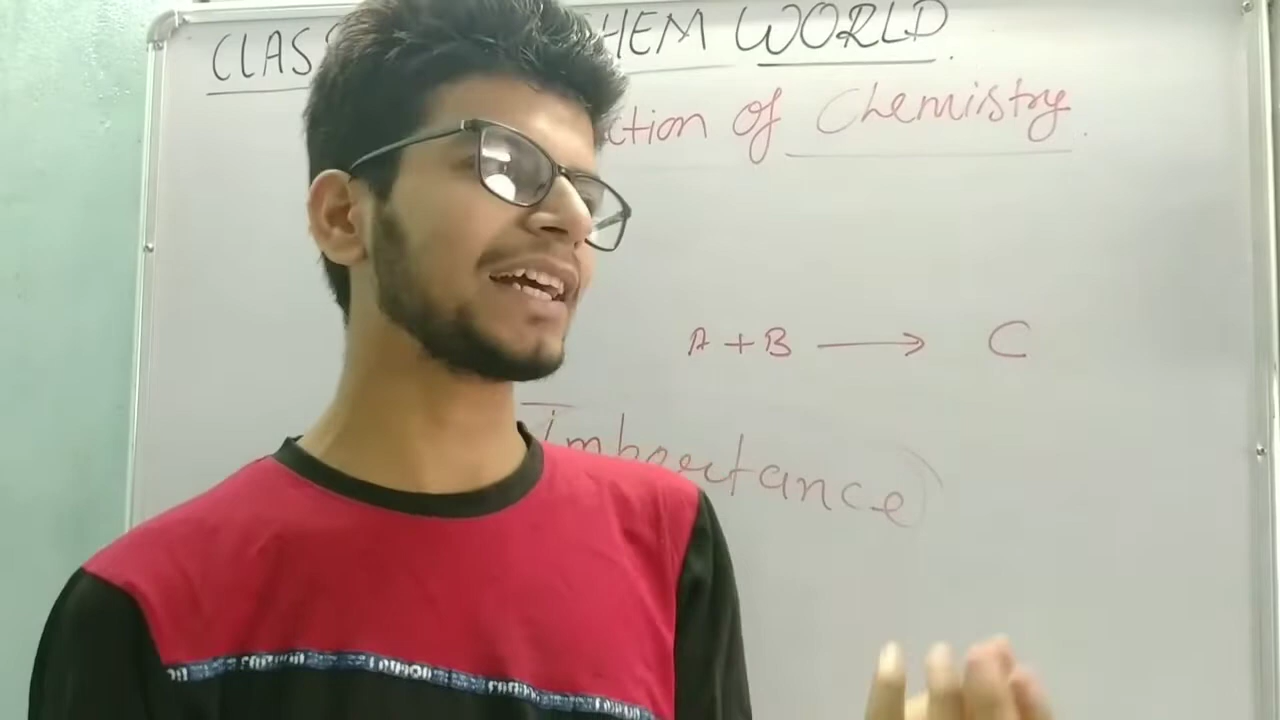 CLAS HEM WORLD.
ction of Chemistry.
A + B ⟶ C
Importance